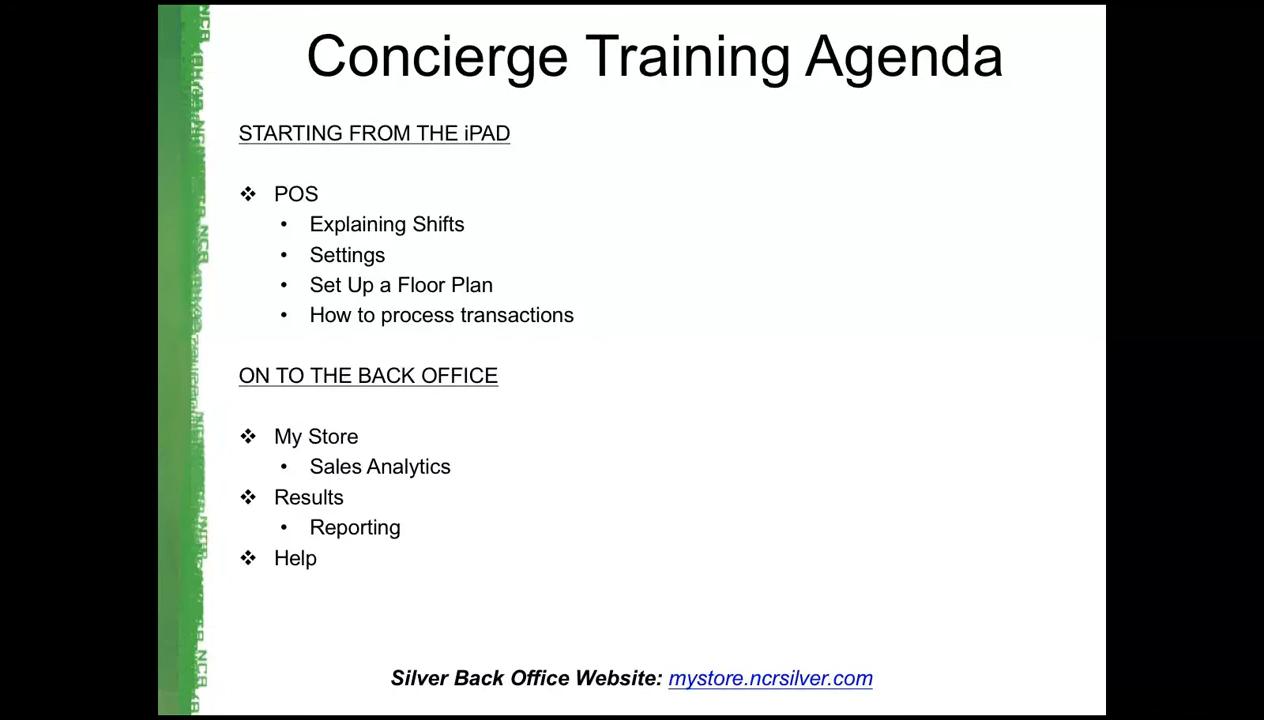 Concierge Training Agenda
STARTING FROM THE iPAD
❖ POS
• Explaining Shifts
• Settings
• Set Up a Floor Plan
• How to process transactions
ON TO THE BACK OFFICE
❖ My Store
• Sales Analytics
❖ Results
• Reporting
❖ Help
Silver Back Office Website: mystore.ncrsilver.com